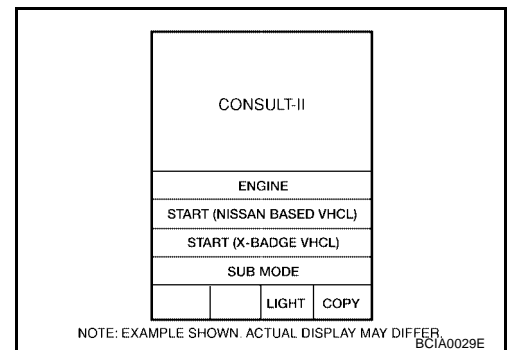 CONSULT-II
ENGINE
START (NISSAN BASED VHCL)
START (X-BADGE VHCL)
SUB MODE
LIGHT COPY
NOTE: EXAMPLE SHOWN. ACTUAL DISPLAY MAY DIFFER.
BCIA0029E